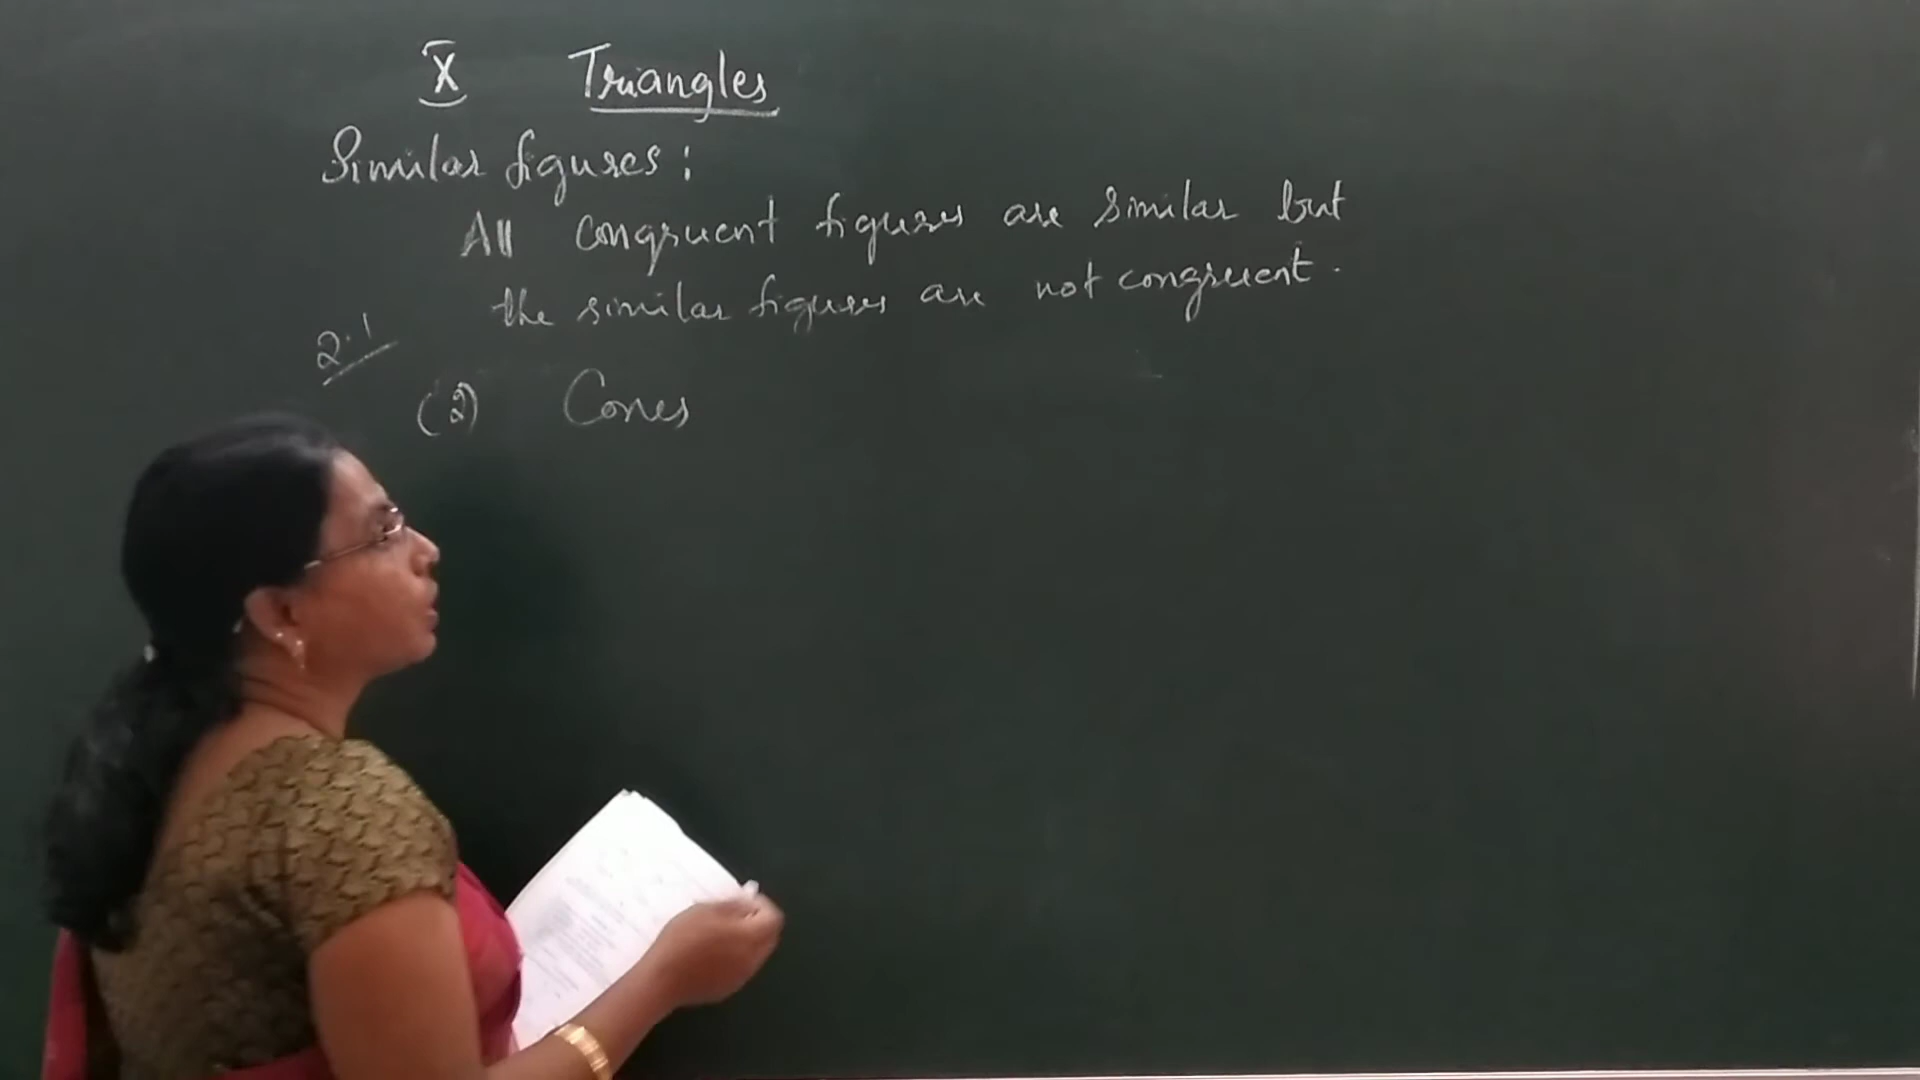 X Triangles
Similar figures:
All congruent figures are similar but
the similar figures are not congruent.
2.1
(2) Cones